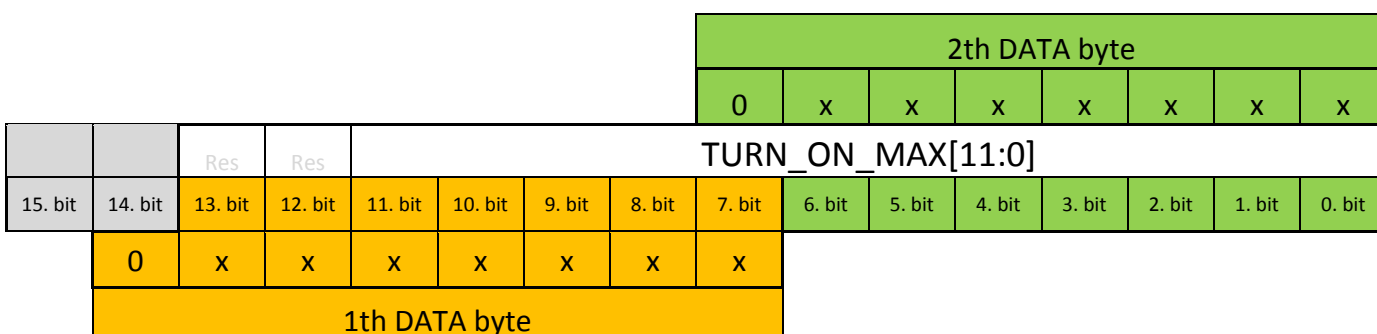 2th DATA byte
0 x x x x x x x
Res Res TURN_ON_MAX[11:0]
15. bit 14. bit 13. bit 12. bit 11. bit 10. bit 9. bit 8. bit 7. bit 6. bit 5. bit 4. bit 3. bit 2. bit 1. bit 0. bit
0 x x x x x x x
1th DATA byte